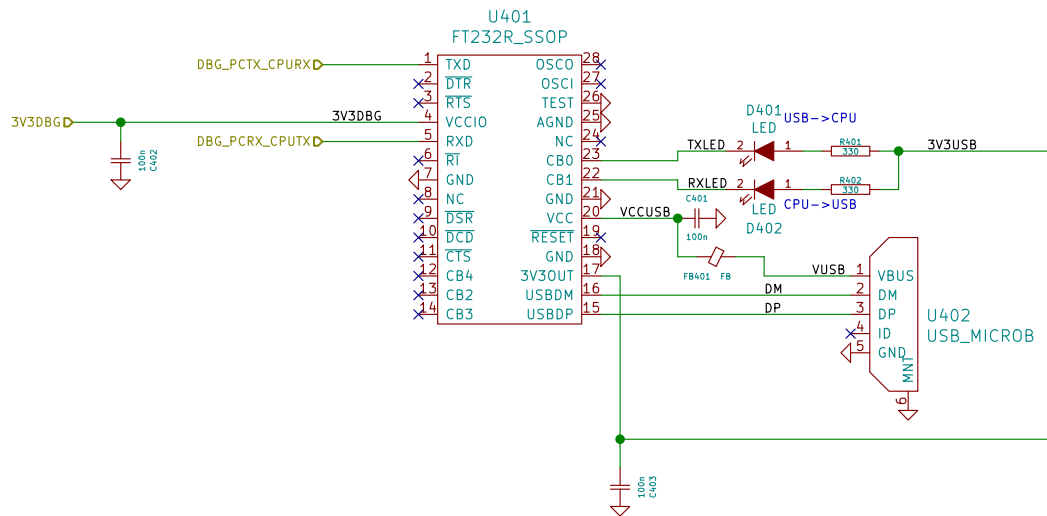 U401
FT232R_SSOP
DBG_PCTX_CPURX
3V3DBG
3V3DBG
DBG_PCRX_CPUTX
100n
C402
1 TXD
2 DTR
3 RTS
4 VCCIO
5 RXD
6 RI
7 GND
8 NC
9 DSR
10 DCD
11 CTS
12 CB4
13 CB2
14 CB3
OSCO 28
OSCI 27
TEST 26
AGND 25
NC 24
CB0 23
CB1 22
GND 21
VCC 20
RESET 19
GND 18
3V3OUT 17
USBDM 16
USBDP 15
D401
LED
USB->CPU
TXLED 2 1
R401
330
3V3USB
RXLED 2 1
R402
330
LED
D402
CPU->USB
VCCUSB
C401
100n
FB401 FB
VUSB
DM
DP
1 VBUS
2 DM
3 DP
4 ID
5 GND
MNT
6
U402
USB_MICROB
100n
C403